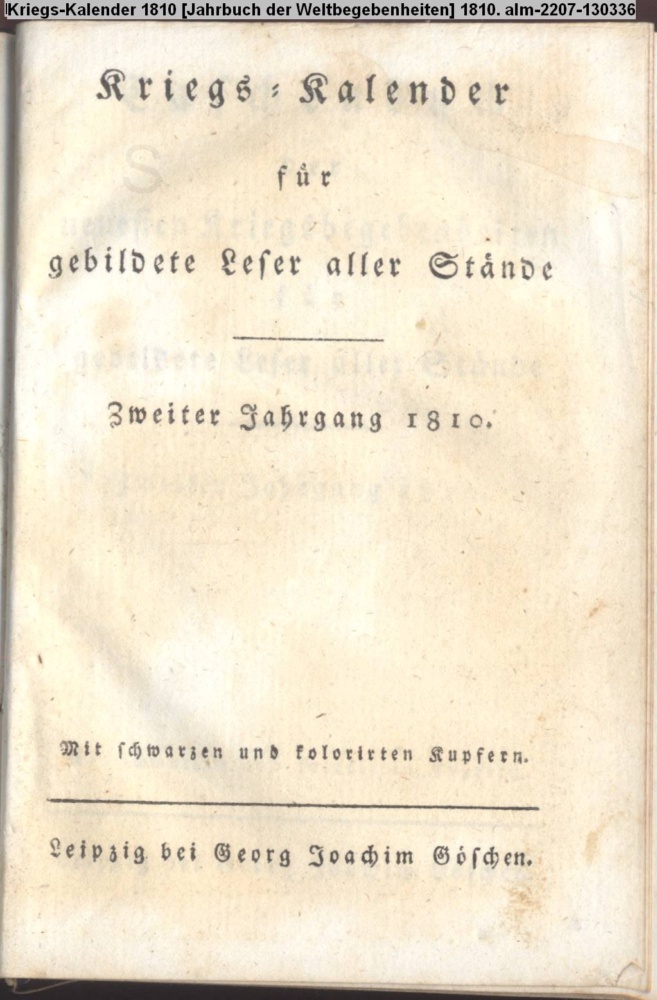 Kriegs-Kalender 1810 [Jahrbuch der Weltbegebenheiten] 1810. alm-2207-130336
Kriegs-Kalender
für
gebildete Leser aller Stände
Zweiter Jahrgang 1810.
Mit schwarzen und kolorirten Kupfern.
Leipzig bei Georg Joachim Göschen.